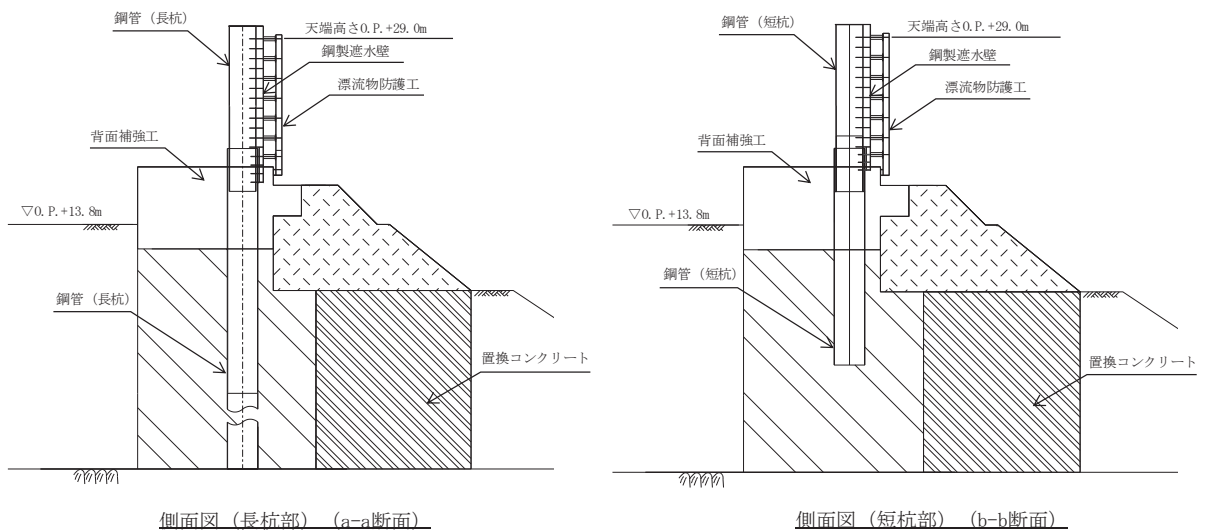 鋼管（長杭）
天端高さO.P.+29.0m
鋼製遮水壁
漂流物防護工
背面補強工
▽O.P.+13.8m
鋼管（長杭）
置換コンクリート
側面図（長杭部）（a-a断面）
鋼管（短杭）
天端高さO.P.+29.0m
鋼製遮水壁
漂流物防護工
背面補強工
▽O.P.+13.8m
鋼管（短杭）
置換コンクリート
側面図（短杭部）（b-b断面）